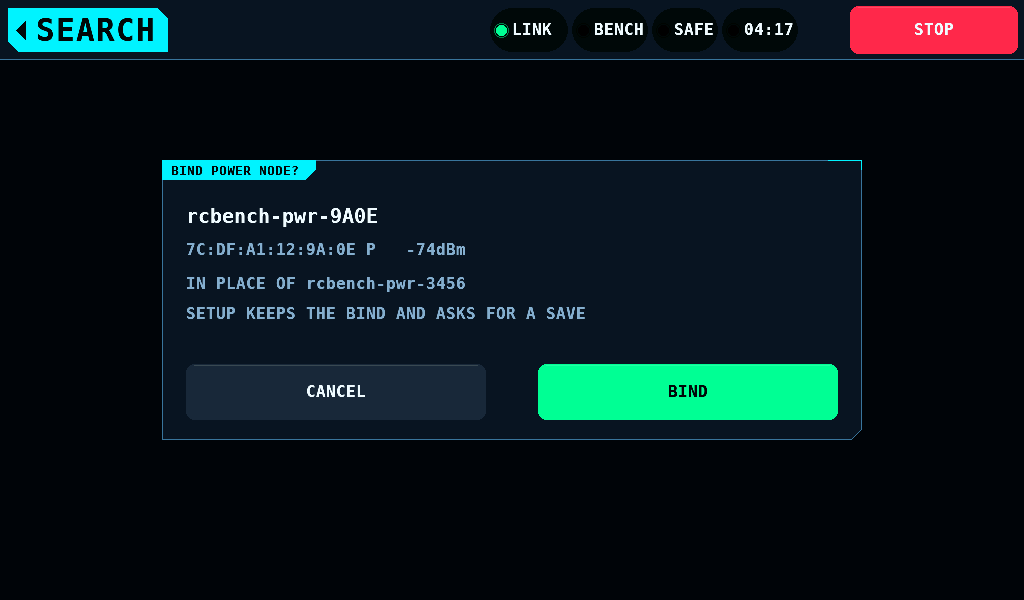 SEARCH
LINK
BENCH
SAFE
04:17
STOP
BIND POWER NODE?
rcbench-pwr-9A0E
7C:DF:A1:12:9A:0E P -74dBm
IN PLACE OF rcbench-pwr-3456
SETUP KEEPS THE BIND AND ASKS FOR A SAVE
CANCEL
BIND